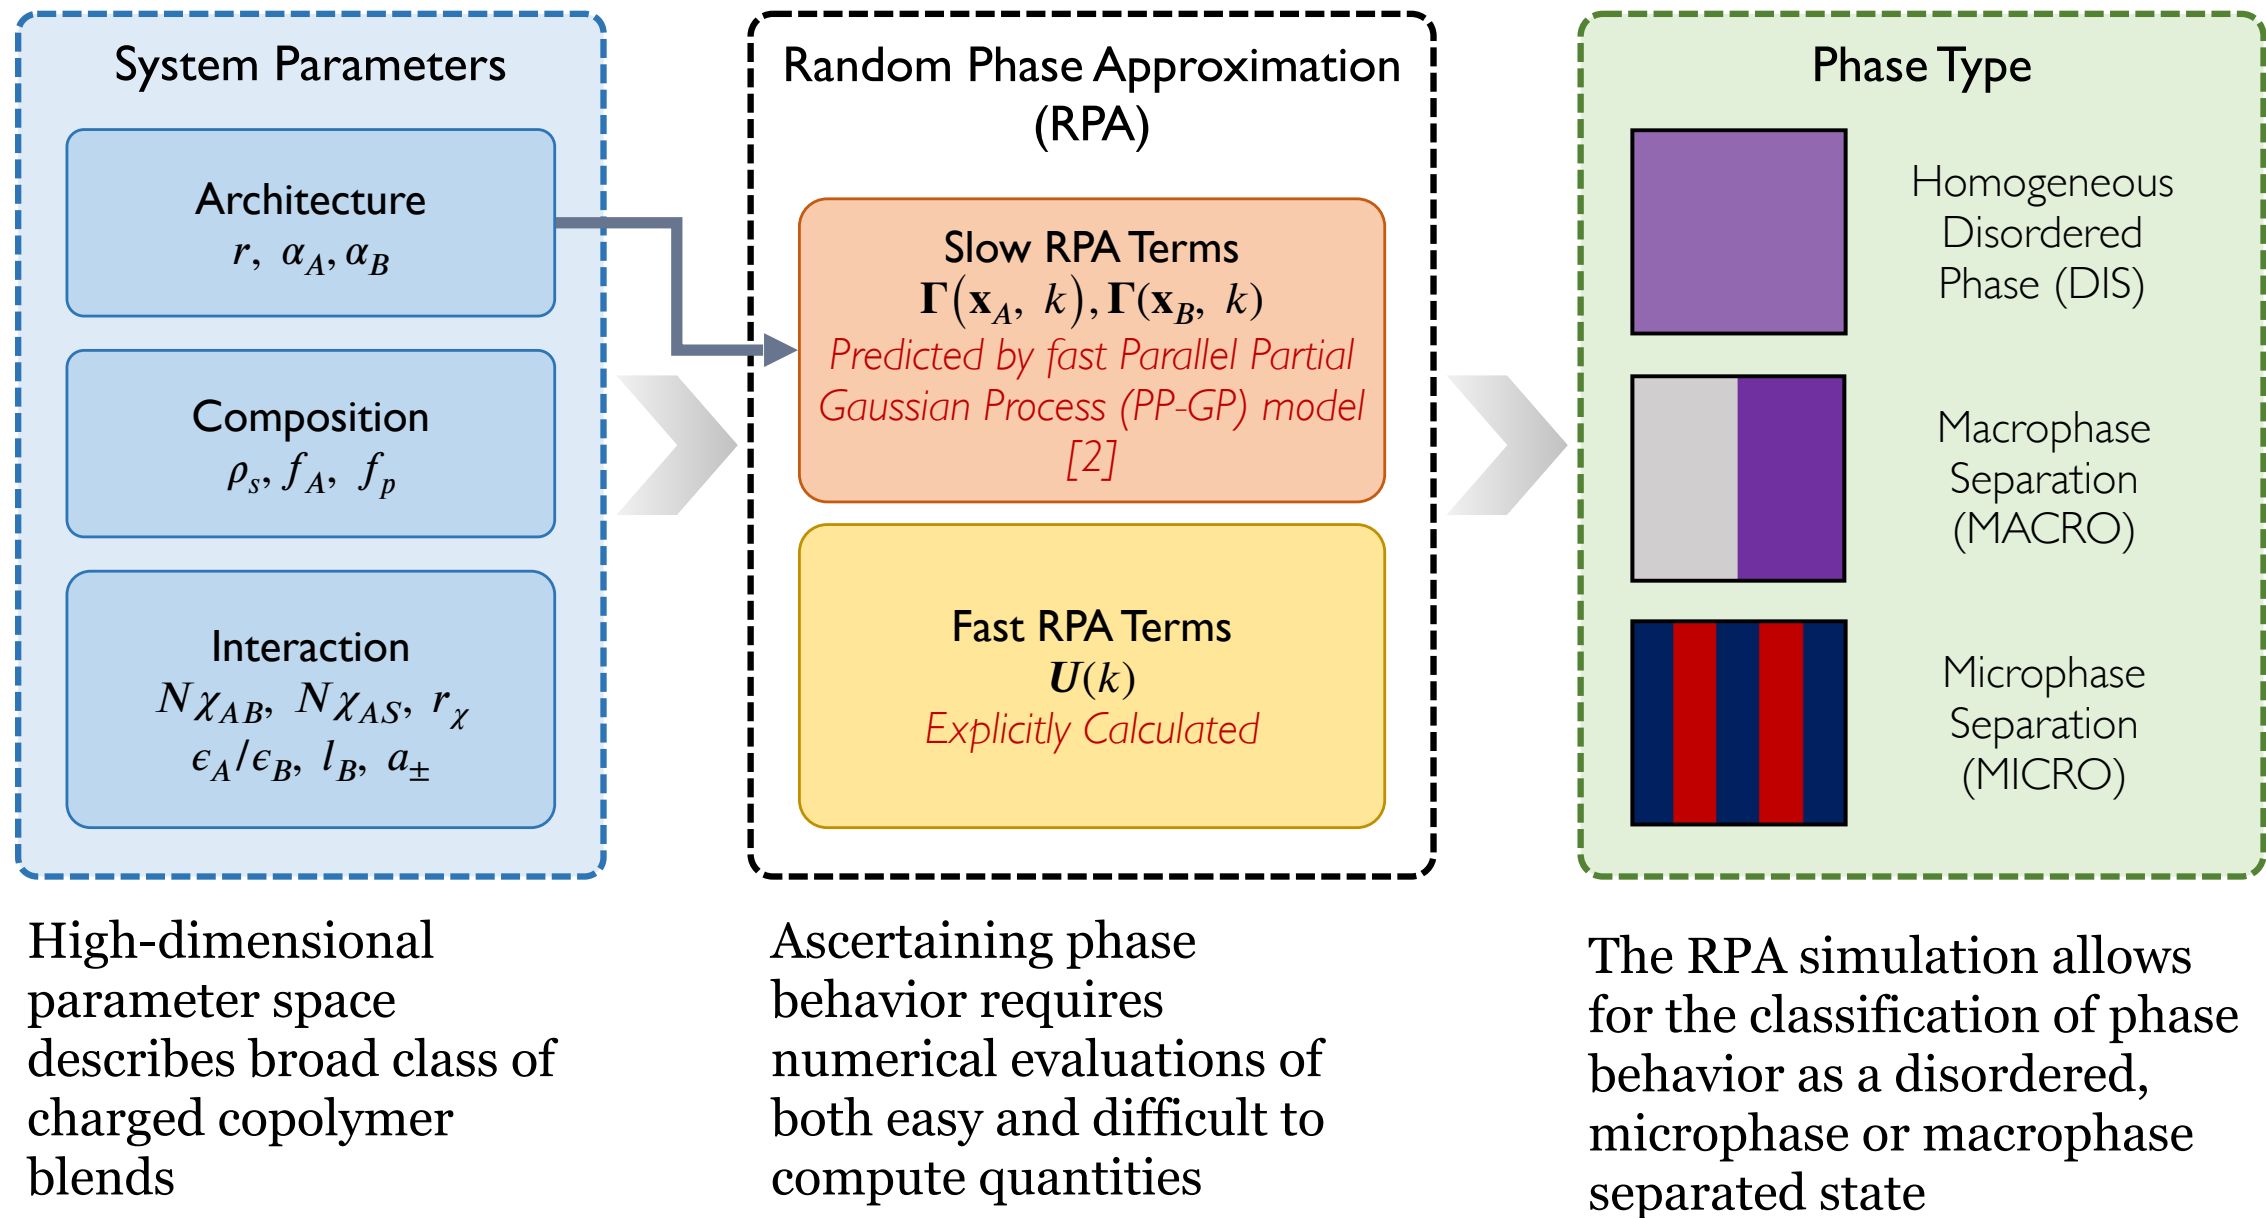 System Parameters
Architecture
r, α_A, α_B
Composition
ρ_s, f_A, f_p
Interaction
Nχ_AB, Nχ_AS, r_χ
ϵ_A/ϵ_B, l_B, a_±
High-dimensional
parameter space
describes broad class of
charged copolymer
blends
Random Phase Approximation
(RPA)
Slow RPA Terms
Γ(x_A, k), Γ(x_B, k)
Predicted by fast Parallel Partial
Gaussian Process (PP-GP) model
[2]
Fast RPA Terms
U(k)
Explicitly Calculated
Ascertaining phase
behavior requires
numerical evaluations of
both easy and difficult to
compute quantities
Phase Type
Homogeneous
Disordered
Phase (DIS)
Macrophase
Separation
(MACRO)
Microphase
Separation
(MICRO)
The RPA simulation allows
for the classification of phase
behavior as a disordered,
microphase or macrophase
separated state